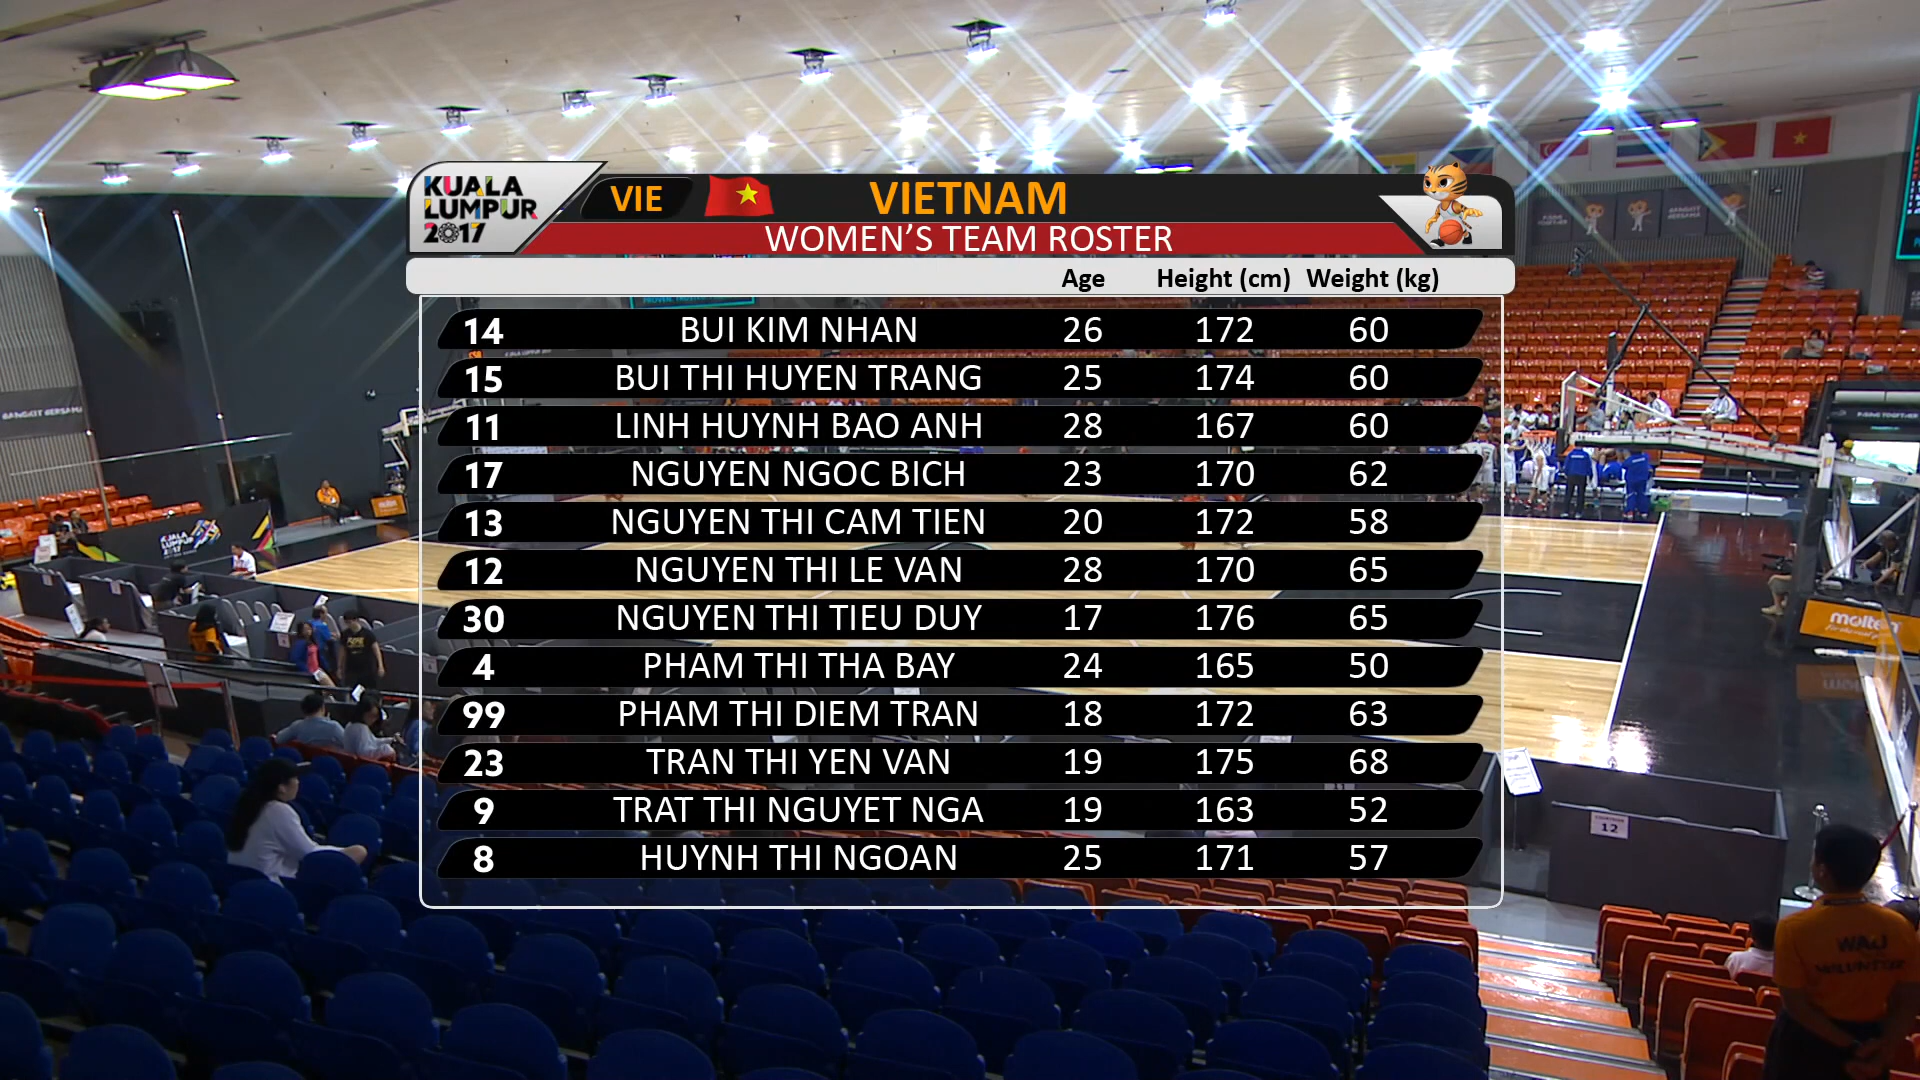 KUALA
LUMPUR
2017
VIE
VIETNAM
WOMEN'S TEAM ROSTER
Age Height (cm) Weight (kg)
14 BUI KIM NHAN 26 172 60
15 BUI THI HUYEN TRANG 25 174 60
11 LINH HUYNH BAO ANH 28 167 60
17 NGUYEN NGOC BICH 23 170 62
13 NGUYEN THI CAM TIEN 20 172 58
12 NGUYEN THI LE VAN 28 170 65
30 NGUYEN THI TIEU DUY 17 176 65
4 PHAM THI THA BAY 24 165 50
99 PHAM THI DIEM TRAN 18 172 63
23 TRAN THI YEN VAN 19 175 68
9 TRAT THI NGUYET NGA 19 163 52
8 HUYNH THI NGOAN 25 171 57
KUALA
LUMPUR
2017
molten
12